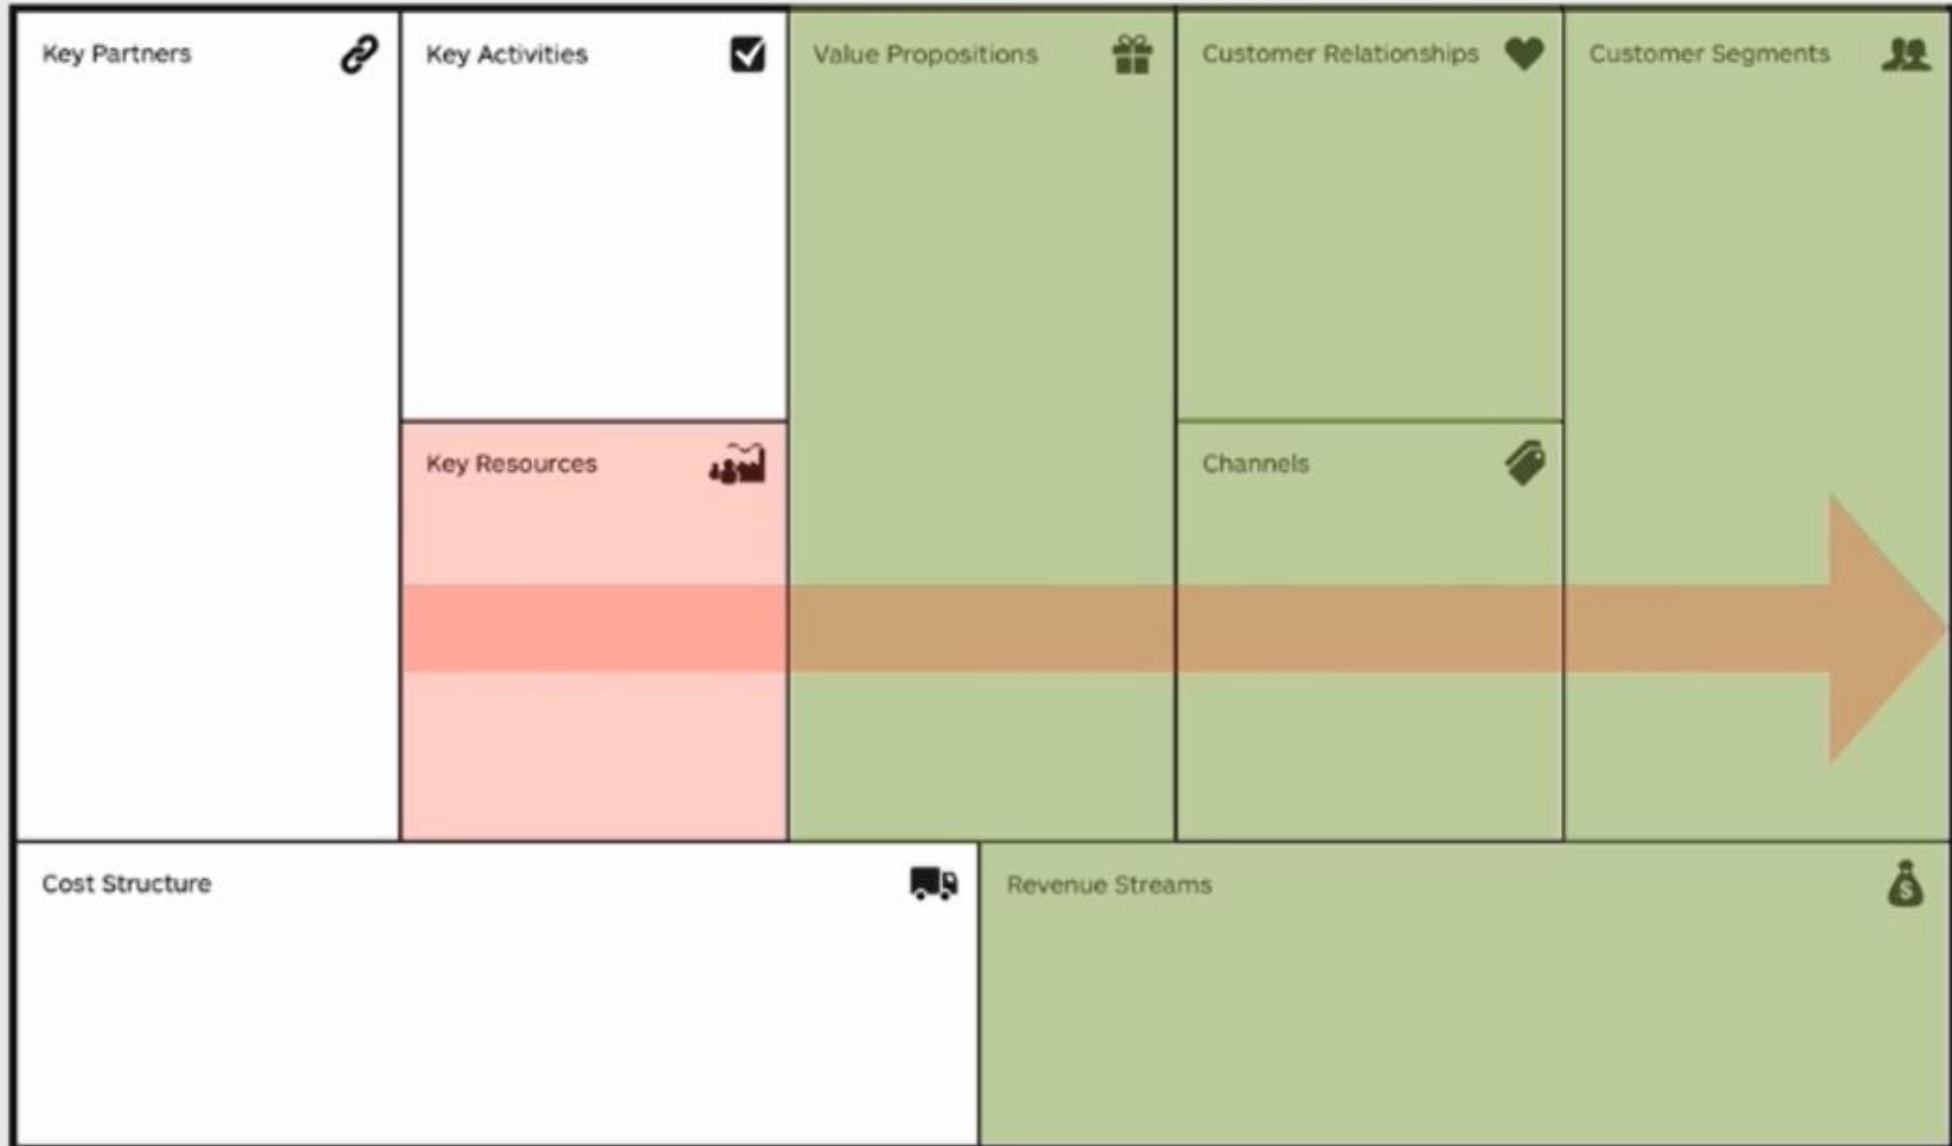 Key Partners
Key Activities
Value Propositions
Customer Relationships
Customer Segments
Key Resources
Channels
Cost Structure
Revenue Streams
$